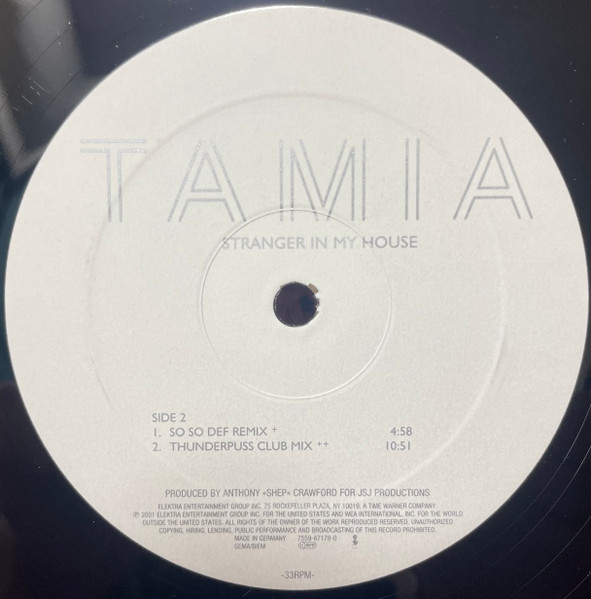 TAMIA
STRANGER IN MY HOUSE
SIDE 2
1. SO SO DEF REMIX + 4:58
2. THUNDERPUSS CLUB MIX ++ 10:51
PRODUCED BY ANTHONY »SHEP« CRAWFORD FOR JSJ PRODUCTIONS
ELEKTRA ENTERTAINMENT GROUP INC. 75 ROCKEFELLER PLAZA, NY 10019. A TIME WARNER COMPANY.
℗ 2001 ELEKTRA ENTERTAINMENT GROUP INC. FOR THE UNITED STATES AND WEA INTERNATIONAL, INC. FOR THE WORLD
OUTSIDE THE UNITED STATES. ALL RIGHTS OF THE OWNER OF THE WORK REPRODUCED RESERVED. UNAUTHORIZED
COPYING, HIRING, LENDING, PUBLIC PERFORMANCE AND BROADCASTING OF THIS RECORD PROHIBITED.
MADE IN GERMANY 7559-67179-0
GEMA/BIEM
-33RPM-